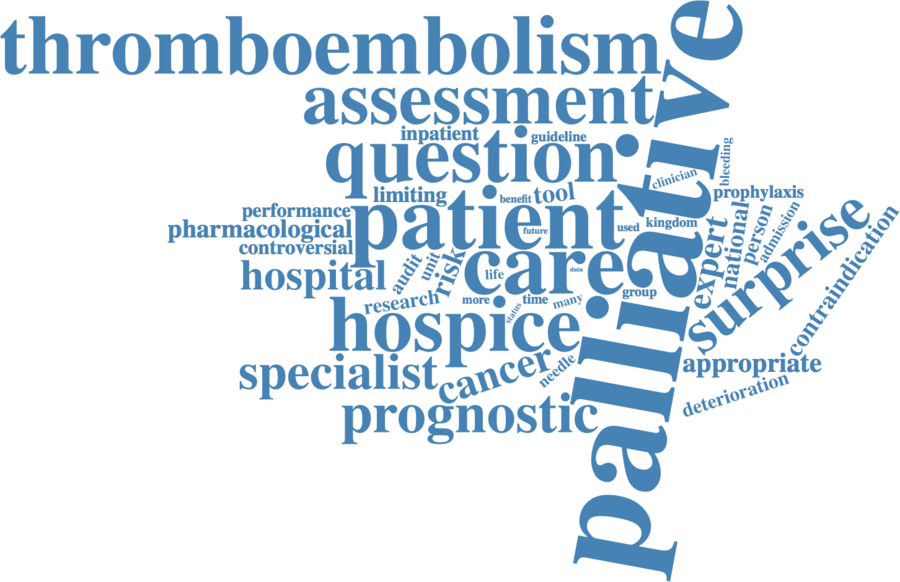 thromboembolism
palliative
assessment
inpatient
guideline
question
clinician
bleeding
limiting
benefit
tool
prophylaxis
performance
patient
pharmacological
future
used
kingdom
controversial
expert
national
person
admission
surprise
contraindication
hospital
audit
unit
risk
care
life
data
group
research
more
time
many
status
hospice
specialist
cancer
needle
appropriate
deterioration
prognostic